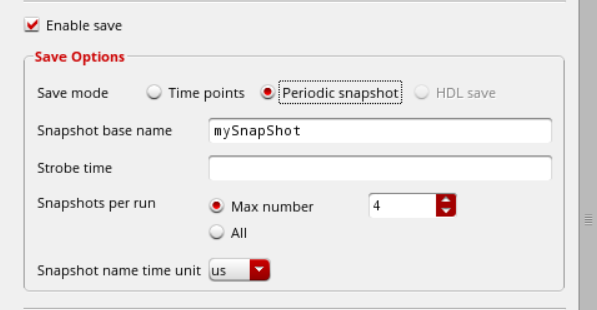 Enable save
Save Options
Save mode Time points Periodic snapshot HDL save
Snapshot base name mySnapShot
Strobe time
Snapshots per run Max number 4
All
Snapshot name time unit us